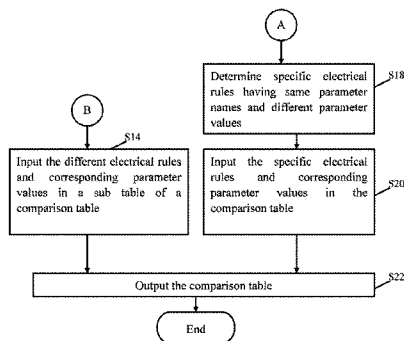 A
S18
Determine specific electrical
rules having same parameter
names and different parameter
values
B
S14
Input the different electrical rules
and corresponding parameter
values in a sub table of a
comparison table
Input the specific electrical
rules and corresponding
parameter values in the
comparison table
S20
Output the comparison table
S22
End